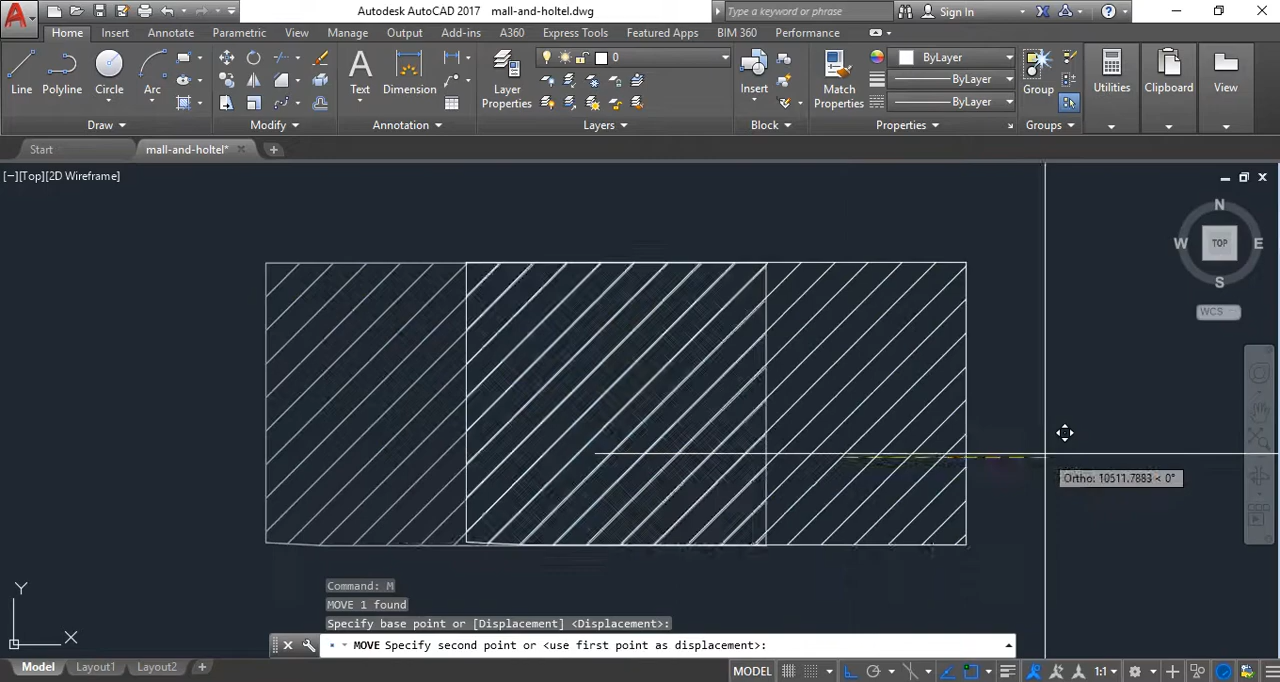 Autodesk AutoCAD 2017 mall-and-holtel.dwg
Type a keyword or phrase
Sign In
Home Insert Annotate Parametric View Manage Output Add-ins A360 Express Tools Featured Apps BIM 360 Performance
Line Polyline Circle Arc
Text Dimension
Layer Properties
0
Insert
Match Properties
ByLayer
ByLayer
ByLayer
Group
Utilities
Clipboard
View
Draw
Modify
Annotation
Layers
Block
Properties
Groups
Start mall-and-holtel*
[−][Top][2D Wireframe]
N
W TOP E
S
WCS
Ortho: 10511.7883 < 0°
Y
X
Command: M
MOVE 1 found
Specify base point or [Displacement] <Displacement>:
MOVE Specify second point or <use first point as displacement>:
Model Layout1 Layout2
MODEL
1:1